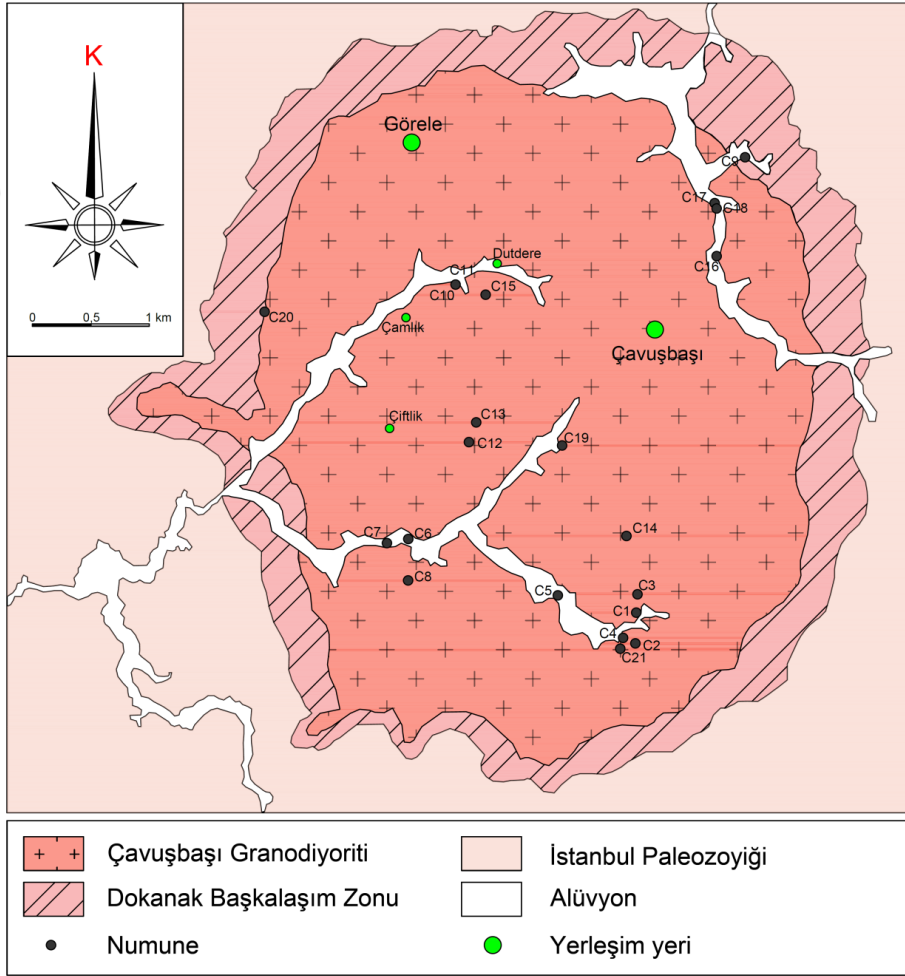 K
0
0,5
1 km
Görele
C9
C17
C18
Dutdere
C16
C11
C10
C15
C20
Çamlık
Çavuşbaşı
C13
Çiftlik
C12
C19
C7
C6
C14
C8
C5
C3
C1
C4
C2
C21
Çavuşbaşı Granodiyoriti
İstanbul Paleozoyiği
Dokanak Başkalaşım Zonu
Alüvyon
Numune
Yerleşim yeri